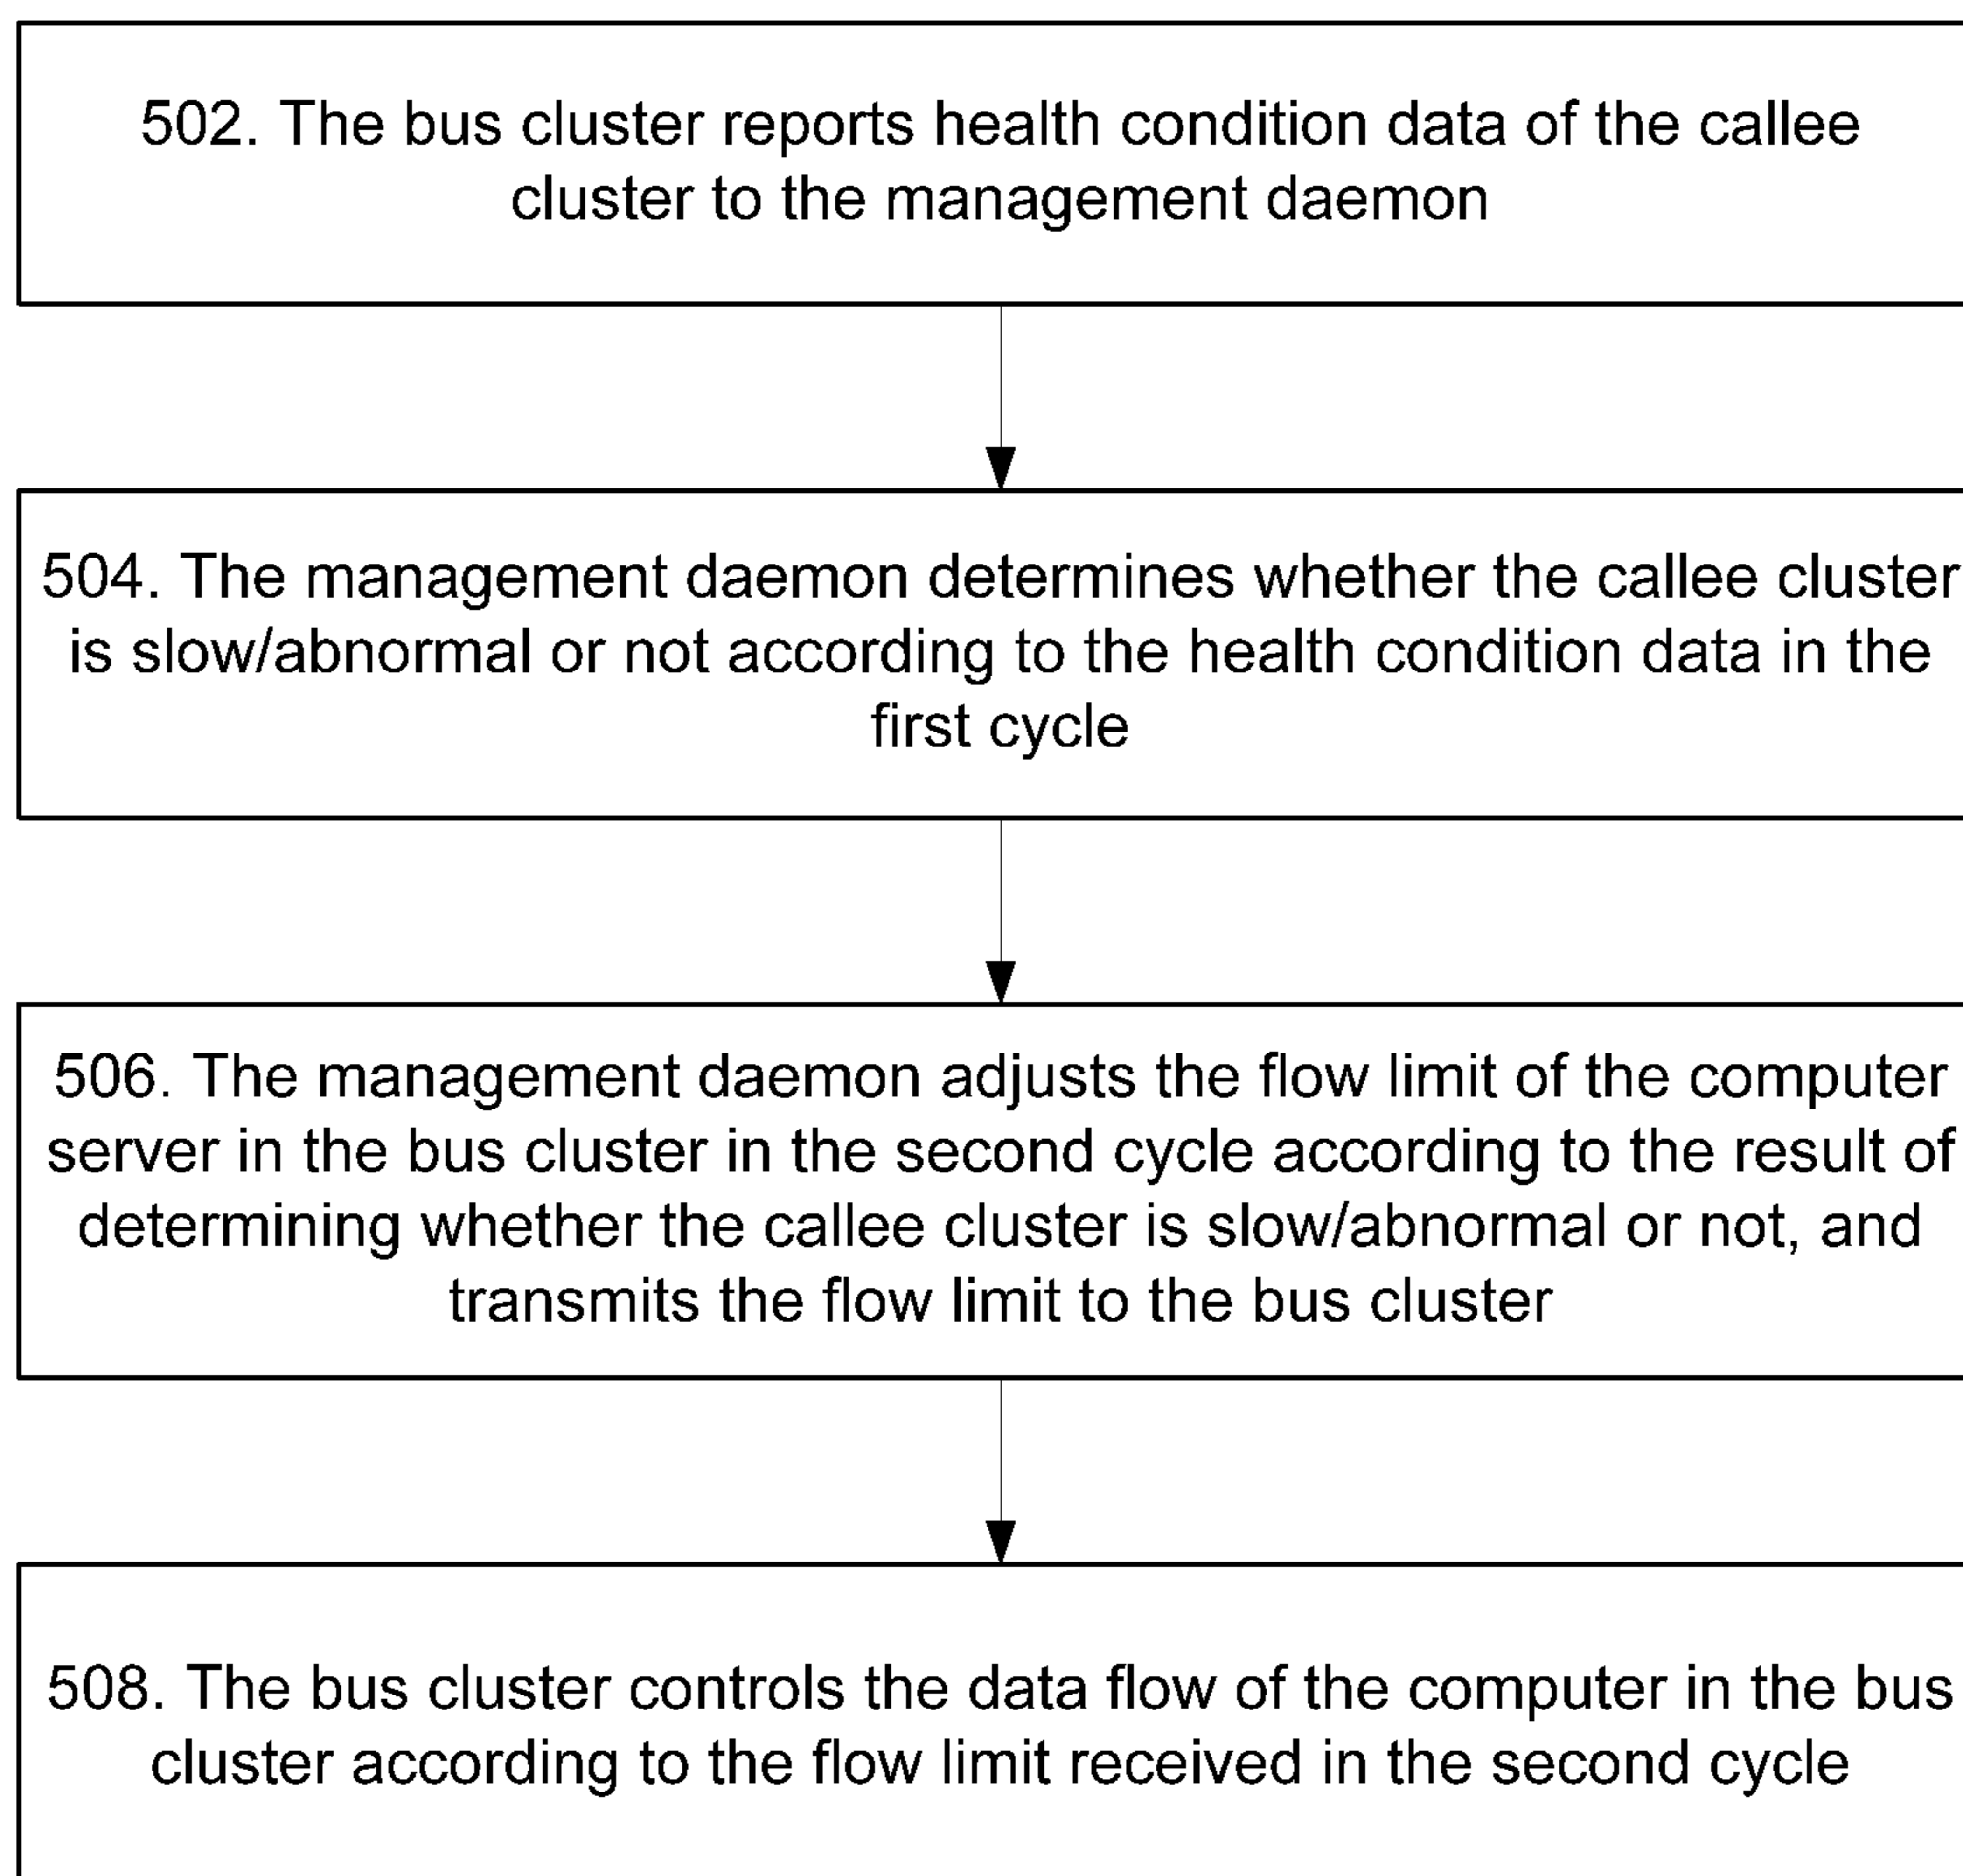 502. The bus cluster reports health condition data of the callee
cluster to the management daemon
504. The management daemon determines whether the callee cluster
is slow/abnormal or not according to the health condition data in the
first cycle
506. The management daemon adjusts the flow limit of the computer
server in the bus cluster in the second cycle according to the result of
determining whether the callee cluster is slow/abnormal or not, and
transmits the flow limit to the bus cluster
508. The bus cluster controls the data flow of the computer in the bus
cluster according to the flow limit received in the second cycle